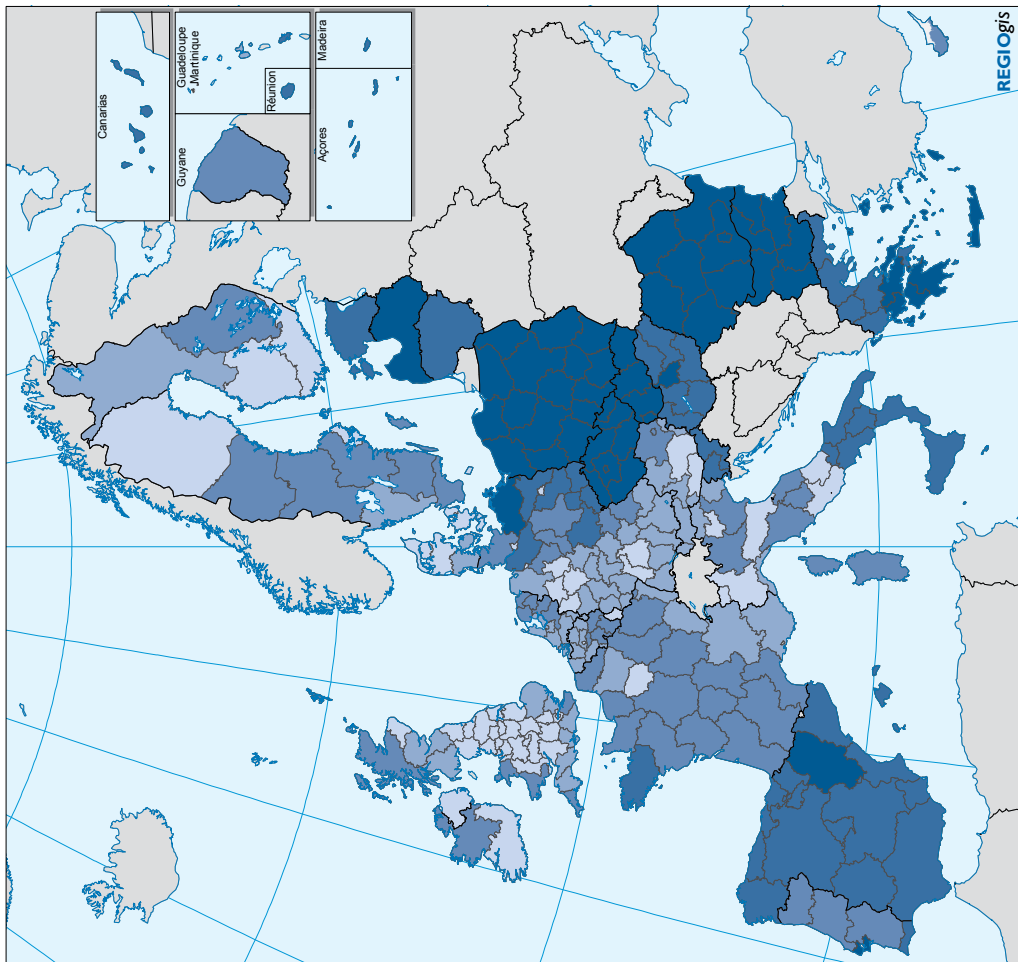 Canarias
Guyane
Guadeloupe
Martinique
Réunion
Açores
Madeira
REGIOgis